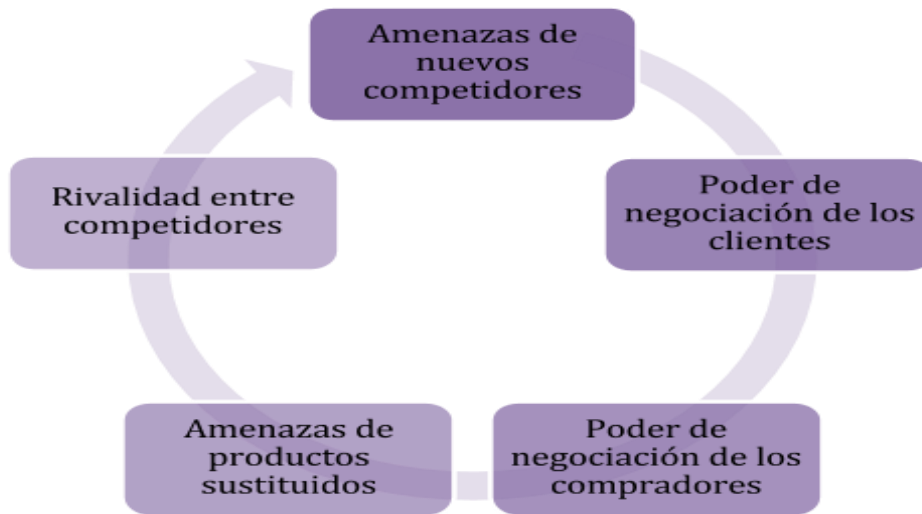 Amenazas de
nuevos
competidores
Poder de
negociación de los
clientes
Poder de
negociación de los
compradores
Amenazas de
productos
sustituidos
Rivalidad entre
competidores